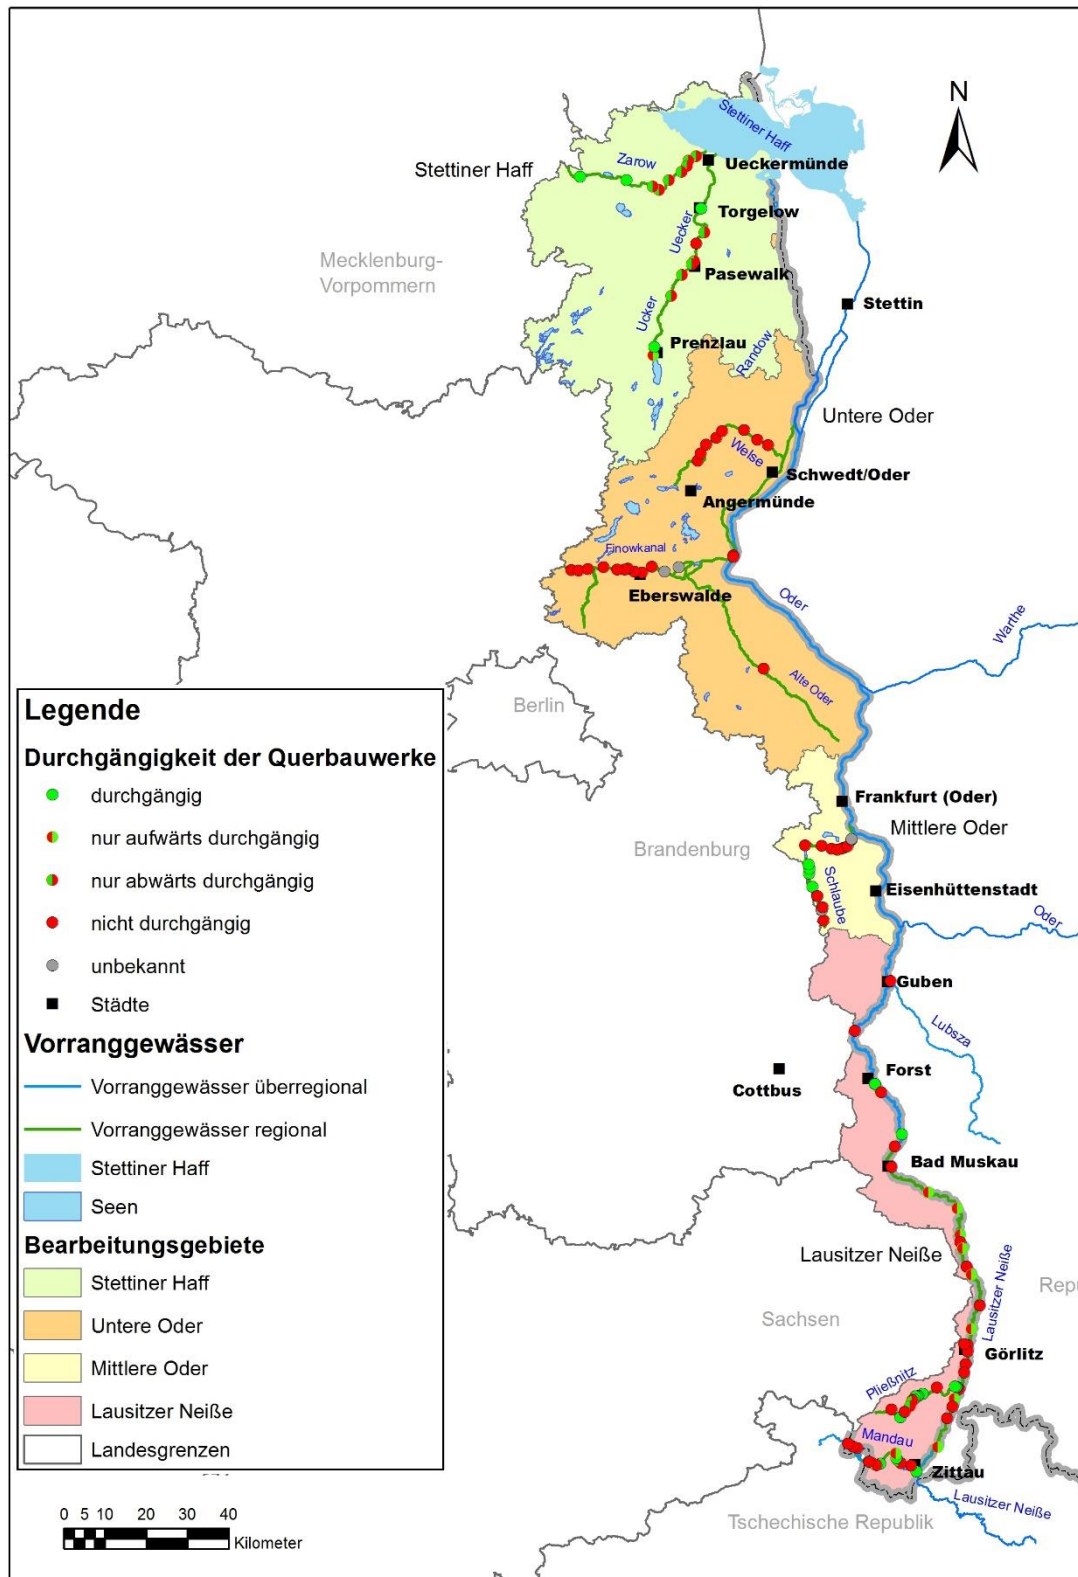 N
Stettiner Haff
Zarow
Stettiner Haff
Ueckermünde
Torgelow
Uecker
Mecklenburg-
Vorpommern
Pasewalk
Stettin
Ucker
Prenzlau
Randow
Untere Oder
Welse
Schwedt/Oder
Angermünde
Finowkanal
Eberswalde
Oder
Warthe
Alte Oder
Berlin
Legende
Durchgängigkeit der Querbauwerke
durchgängig
nur aufwärts durchgängig
nur abwärts durchgängig
nicht durchgängig
unbekannt
Städte
Vorranggewässer
Vorranggewässer überregional
Vorranggewässer regional
Stettiner Haff
Seen
Bearbeitungsgebiete
Stettiner Haff
Untere Oder
Mittlere Oder
Lausitzer Neiße
Landesgrenzen
Frankfurt (Oder)
Mittlere Oder
Brandenburg
Schlaube
Eisenhüttenstadt
Oder
Guben
Lubsza
Forst
Cottbus
Bad Muskau
Lausitzer Neiße
Lausitzer Neiße
Repu
Sachsen
Görlitz
Pließnitz
Mandau
Zittau
Lausitzer Neiße
Tschechische Republik
0 5 10 20 30 40
Kilometer